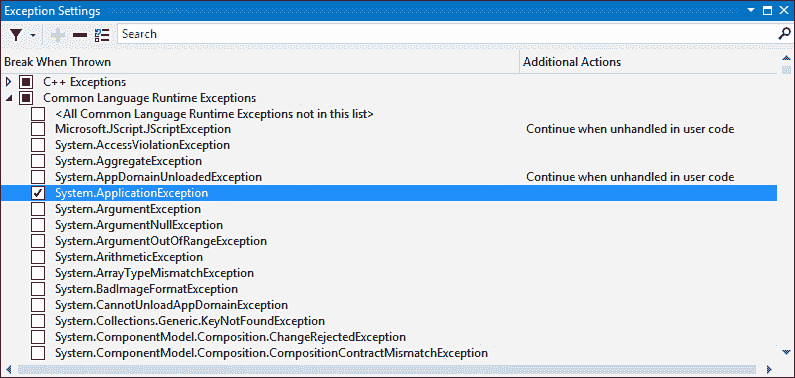 Exception Settings
Search
Break When Thrown Additional Actions
C++ Exceptions
Common Language Runtime Exceptions
<All Common Language Runtime Exceptions not in this list>
Microsoft.JScript.JScriptException Continue when unhandled in user code
System.AccessViolationException
System.AggregateException
System.AppDomainUnloadedException Continue when unhandled in user code
System.ApplicationException
System.ArgumentException
System.ArgumentNullException
System.ArgumentOutOfRangeException
System.ArithmeticException
System.ArrayTypeMismatchException
System.BadImageFormatException
System.CannotUnloadAppDomainException
System.Collections.Generic.KeyNotFoundException
System.ComponentModel.Composition.ChangeRejectedException
System.ComponentModel.Composition.CompositionContractMismatchException